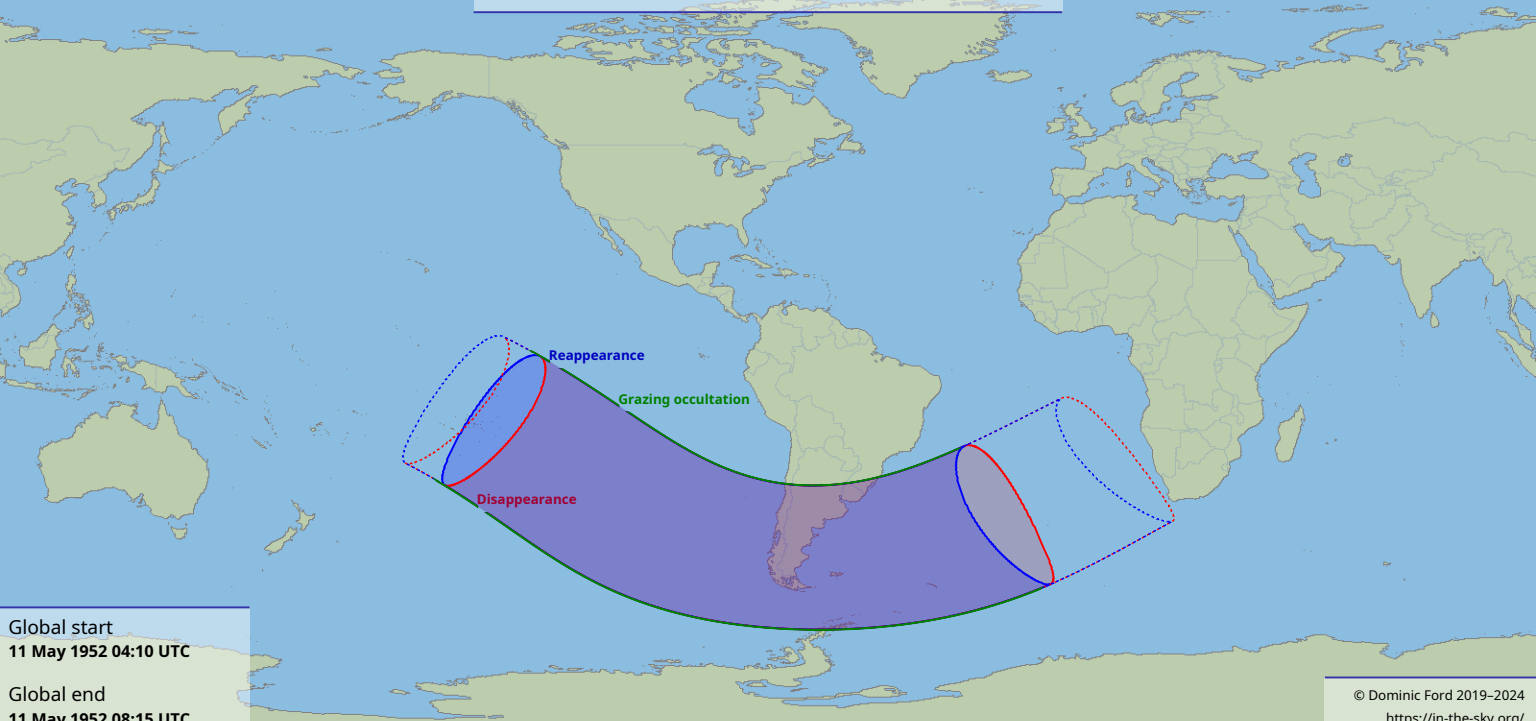 Reappearance
Grazing occultation
Disappearance
Global start
11 May 1952 04:10 UTC
Global end
11 May 1952 08:15 UTC
© Dominic Ford 2019–2024
https://in-the-sky.org/